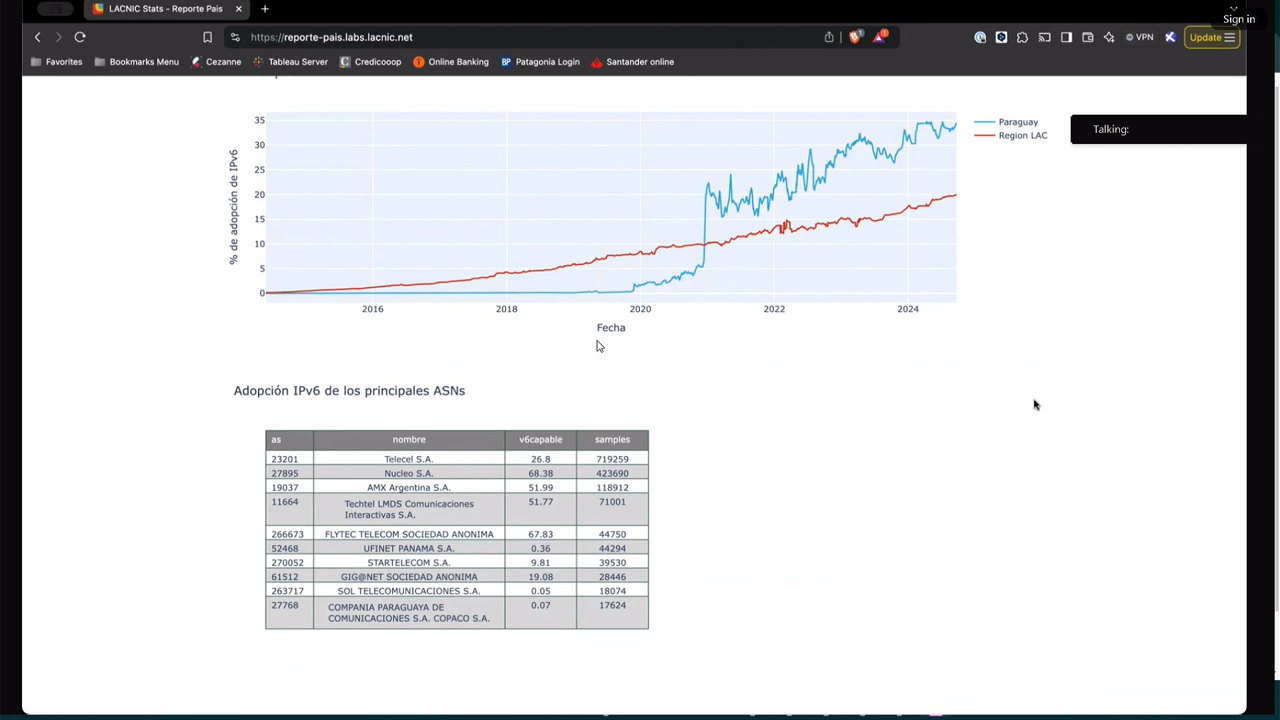 Sign in
LACNIC Stats - Reporte Pais
https://reporte-pais.labs.lacnic.net
VPN
Update
Favorites
Bookmarks Menu
Cezanne
Tableau Server
Credicooop
Online Banking
Patagonia Login
Santander online
Talking:
Paraguay
Region LAC
% de adopción de IPv6
35
30
25
20
15
10
5
0
2016 2018 2020 2022 2024
Fecha
Adopción IPv6 de los principales ASNs
as nombre v6capable samples
23201 Telecel S.A. 26.8 719259
27895 Nucleo S.A. 68.38 423690
19037 AMX Argentina S.A. 51.99 118912
11664 Techtel LMDS Comunicaciones 51.77 71001
Interactivas S.A.
266673 FLYTEC TELECOM SOCIEDAD ANONIMA 67.83 44750
52468 UFINET PANAMA S.A. 0.36 44294
270052 STARTELECOM S.A. 9.81 39530
61512 GIG@NET SOCIEDAD ANONIMA 19.08 28446
263717 SOL TELECOMUNICACIONES S.A. 0.05 18074
27768 COMPANIA PARAGUAYA DE 0.07 17624
COMUNICACIONES S.A. COPACO S.A.